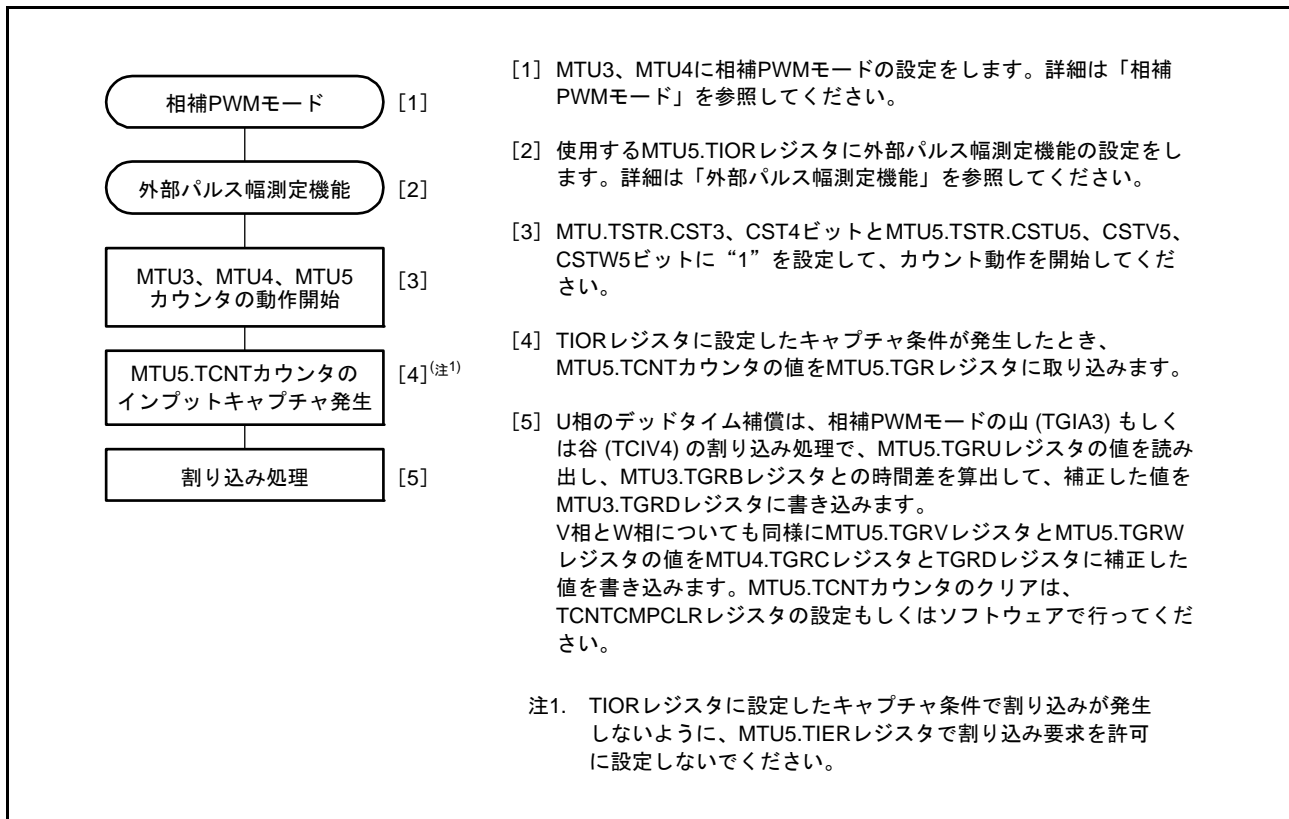 相補PWMモード [1]
外部パルス幅測定機能 [2]
MTU3、MTU4、MTU5
カウンタの動作開始 [3]
MTU5.TCNTカウンタの
インプットキャプチャ発生 [4](注1)
割り込み処理 [5]
[1] MTU3、MTU4に相補PWMモードの設定をします。詳細は「相補
PWMモード」を参照してください。
[2] 使用するMTU5.TIORレジスタに外部パルス幅測定機能の設定をし
ます。詳細は「外部パルス幅測定機能」を参照してください。
[3] MTU.TSTR.CST3、CST4ビットとMTU5.TSTR.CSTU5、CSTV5、
CSTW5ビットに“1”を設定して、カウント動作を開始してくだ
さい。
[4] TIORレジスタに設定したキャプチャ条件が発生したとき、
MTU5.TCNTカウンタの値をMTU5.TGRレジスタに取り込みます。
[5] U相のデッドタイム補償は、相補PWMモードの山 (TGIA3) もしく
は谷 (TCIV4) の割り込み処理で、MTU5.TGRUレジスタの値を読み
出し、MTU3.TGRBレジスタとの時間差を算出して、補正した値を
MTU3.TGRDレジスタに書き込みます。
V相とW相についても同様にMTU5.TGRVレジスタとMTU5.TGRW
レジスタの値をMTU4.TGRCレジスタとTGRDレジスタに補正した
値を書き込みます。MTU5.TCNTカウンタのクリアは、
TCNTCMPCLRレジスタの設定もしくはソフトウェアで行ってくだ
さい。
注1. TIORレジスタに設定したキャプチャ条件で割り込みが発生
しないように、MTU5.TIERレジスタで割り込み要求を許可
に設定しないでください。